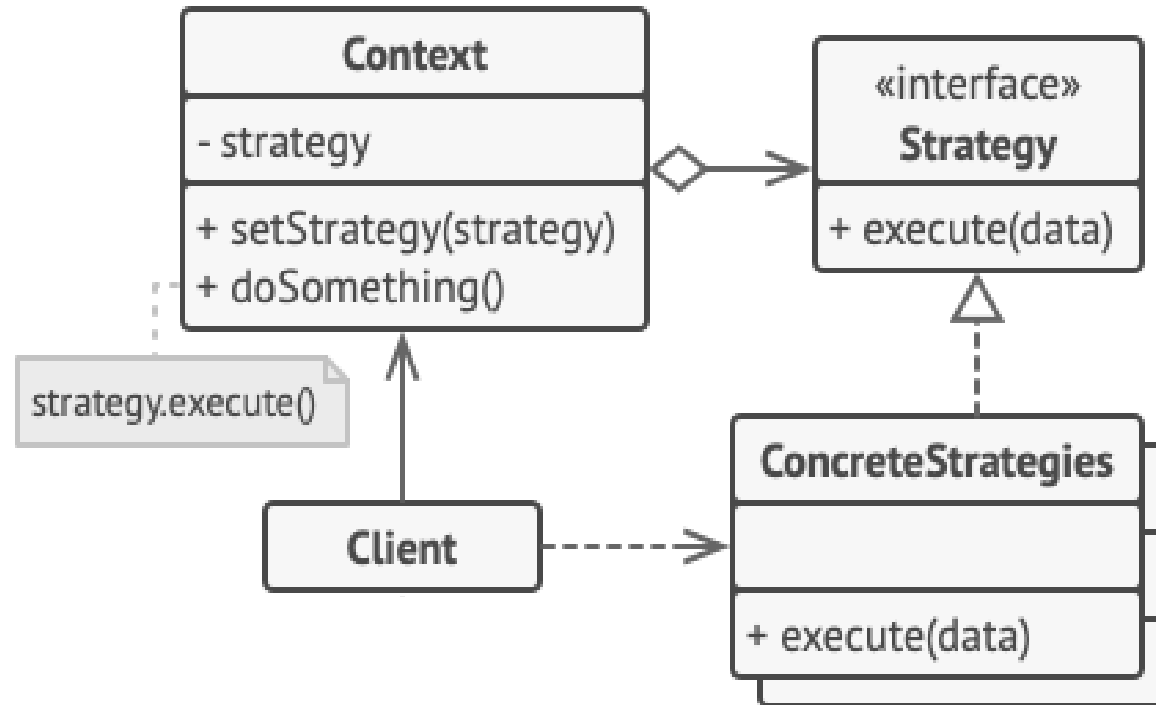 Context
- strategy
+ setStrategy(strategy)
+ doSomething()
strategy.execute()
«interface»
Strategy
+ execute(data)
Client
ConcreteStrategies
+ execute(data)